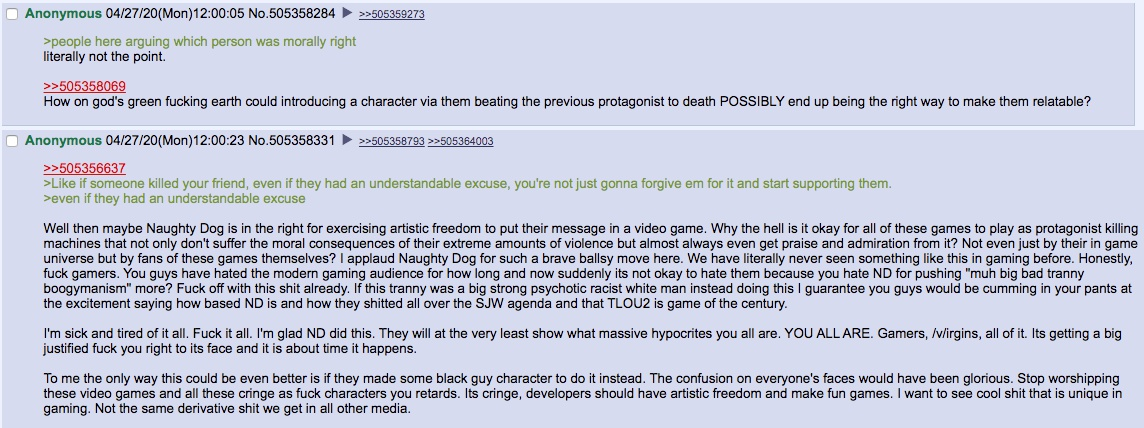 Anonymous 04/27/20(Mon)12:00:05 No.505358284 ▶ >>505359273
>people here arguing which person was morally right
literally not the point.
>>505358069
How on god's green fucking earth could introducing a character via them beating the previous protagonist to death POSSIBLY end up being the right way to make them relatable?
Anonymous 04/27/20(Mon)12:00:23 No.505358331 ▶ >>505358793 >>505364003
>>505356637
>Like if someone killed your friend, even if they had an understandable excuse, you're not just gonna forgive em for it and start supporting them.
>even if they had an understandable excuse
Well then maybe Naughty Dog is in the right for exercising artistic freedom to put their message in a video game. Why the hell is it okay for all of these games to play as protagonist killing
machines that not only don't suffer the moral consequences of their extreme amounts of violence but almost always even get praise and admiration from it? Not even just by their in game
universe but by fans of these games themselves? I applaud Naughty Dog for such a brave ballsy move here. We have literally never seen something like this in gaming before. Honestly,
fuck gamers. You guys have hated the modern gaming audience for how long and now suddenly its not okay to hate them because you hate ND for pushing "muh big bad tranny
boogymanism" more? Fuck off with this shit already. If this tranny was a big strong psychotic racist white man instead doing this I guarantee you guys would be cumming in your pants at
the excitement saying how based ND is and how they shitted all over the SJW agenda and that TLOU2 is game of the century.
I'm sick and tired of it all. Fuck it all. I'm glad ND did this. They will at the very least show what massive hypocrites you all are. YOU ALL ARE. Gamers, /v/irgins, all of it. Its getting a big
justified fuck you right to its face and it is about time it happens.
To me the only way this could be even better is if they made some black guy character to do it instead. The confusion on everyone's faces would have been glorious. Stop worshipping
these video games and all these cringe as fuck characters you retards. Its cringe, developers should have artistic freedom and make fun games. I want to see cool shit that is unique in
gaming. Not the same derivative shit we get in all other media.